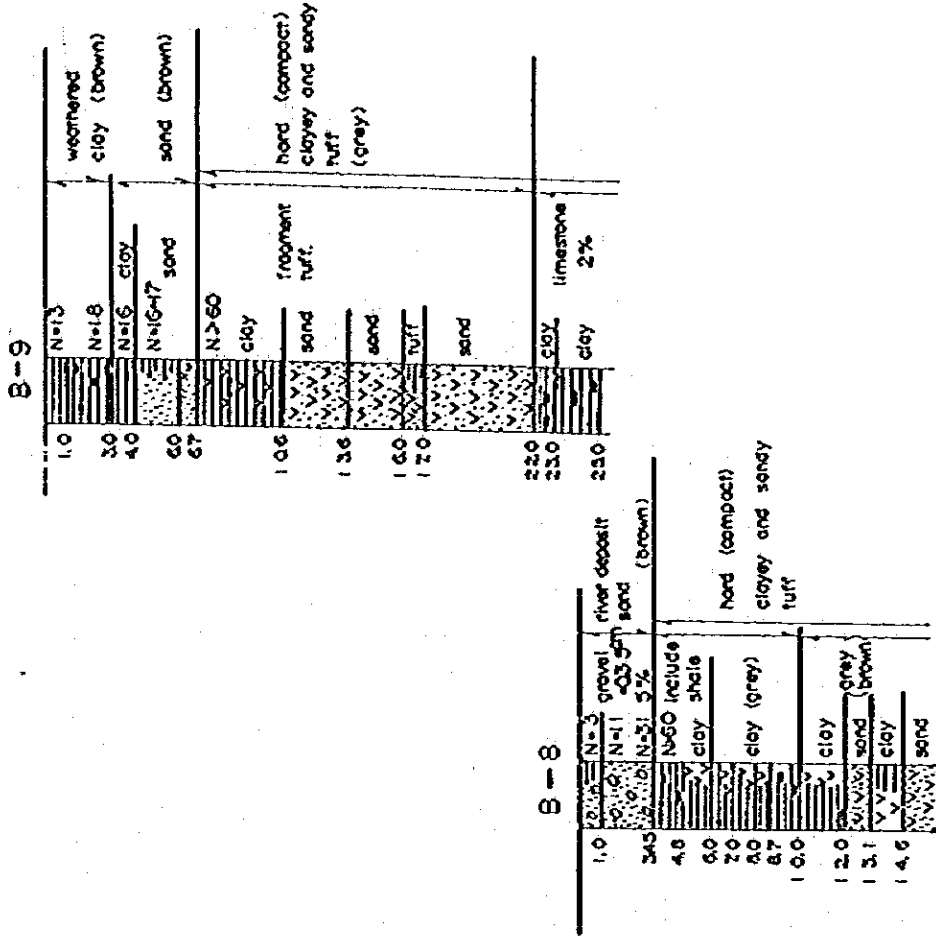 B-9
1.0
3.0
4.0
6.0
6.7
10.6
13.6
16.0
17.0
22.0
23.0
25.0
N=13
N=18
N=16 clay
N=16~17
sand
N>60
clay
sand
sand
tuff
sand
clay
clay
fragment
tuff.
limestone
2%
weathered
clay (brown)
sand (brown)
hard (compact)
clayey and sandy
tuff
(grey)
B-8
1.0
3.45
4.8
6.0
7.0
8.0
8.7
10.0
12.0
13.1
14.6
N=3 gravel
N=11
N=31 5%
N>60 include
clay shale
clay (grey)
clay
sand
clay
sand
grey
brown
river deposit
sand
(brown)
hard (compact)
clayey and sandy
tuff